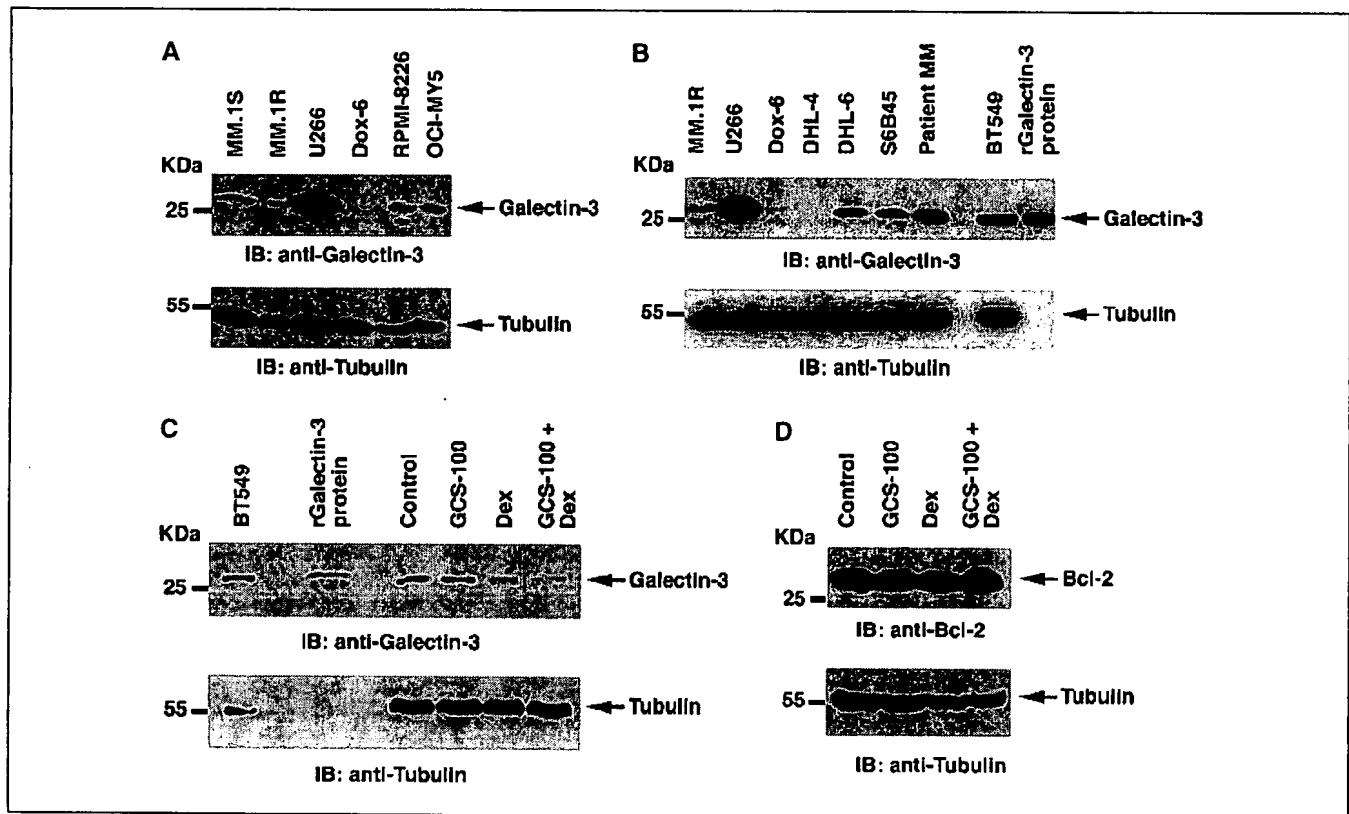 A
MM.1S
MM.1R
U266
Dox-6
RPMI-8226
OCI-MY5
KDa
25
Galectin-3
IB: anti-Galectin-3
55
Tubulin
IB: anti-Tubulin
B
MM.1R
U266
Dox-6
DHL-4
DHL-6
S6B45
Patient MM
BT549
rGalectin-3
protein
KDa
25
Galectin-3
IB: anti-Galectin-3
55
Tubulin
IB: anti-Tubulin
C
BT549
rGalectin-3
protein
Control
GCS-100
Dex
GCS-100 +
Dex
KDa
25
Galectin-3
IB: anti-Galectin-3
55
Tubulin
IB: anti-Tubulin
D
Control
GCS-100
Dex
GCS-100 +
Dex
KDa
25
Bcl-2
IB: anti-Bcl-2
55
Tubulin
IB: anti-Tubulin